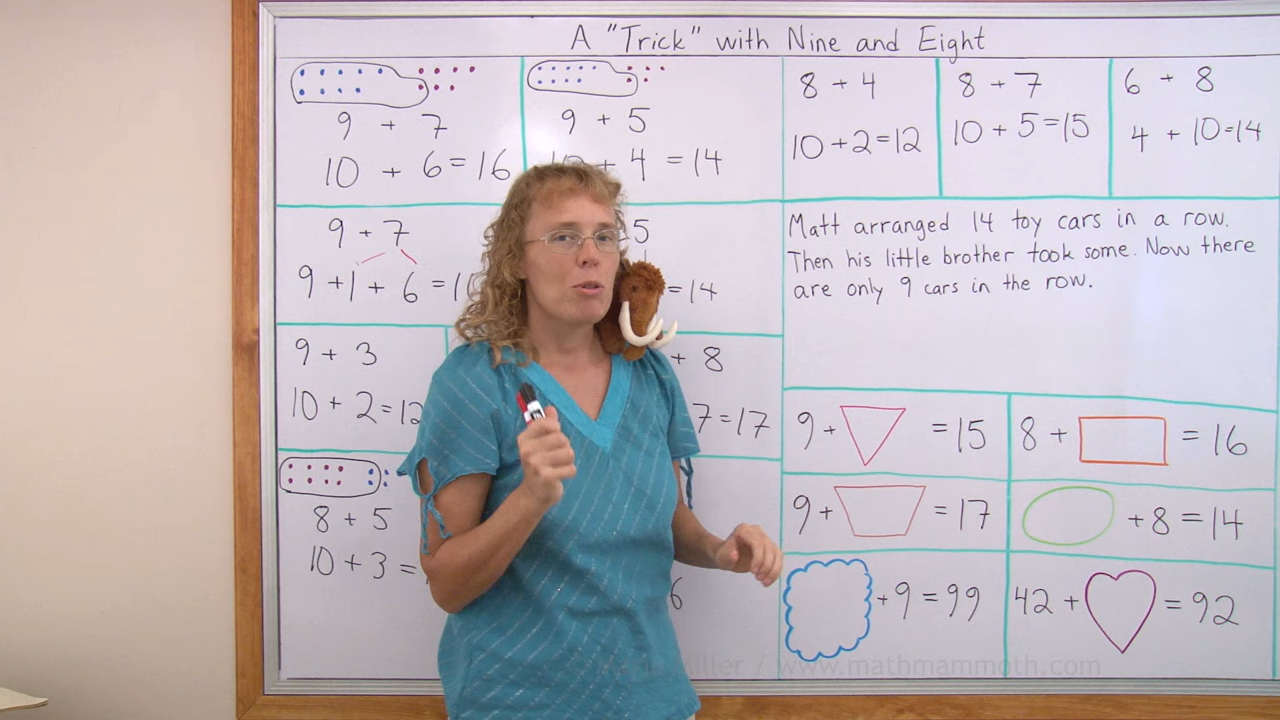 A "Trick" with Nine and Eight
9 + 7
10 + 6 = 16
9 + 5
+ 4 = 14
8 + 4
10 + 2 = 12
8 + 7
10 + 5 = 15
6 + 8
4 + 10 = 14
9 + 7
9 + 1 + 6 = 1
5
= 14
Matt arranged 14 toy cars in a row.
Then his little brother took some. Now there
are only 9 cars in the row.
9 + 3
10 + 2 = 12
+ 8
7 = 17
8 + 5
10 + 3 =
6
9 + = 15
8 + = 16
9 + = 17
+ 8 = 14
+ 9 = 99
42 + = 92
Miller / www.mathmammoth.com